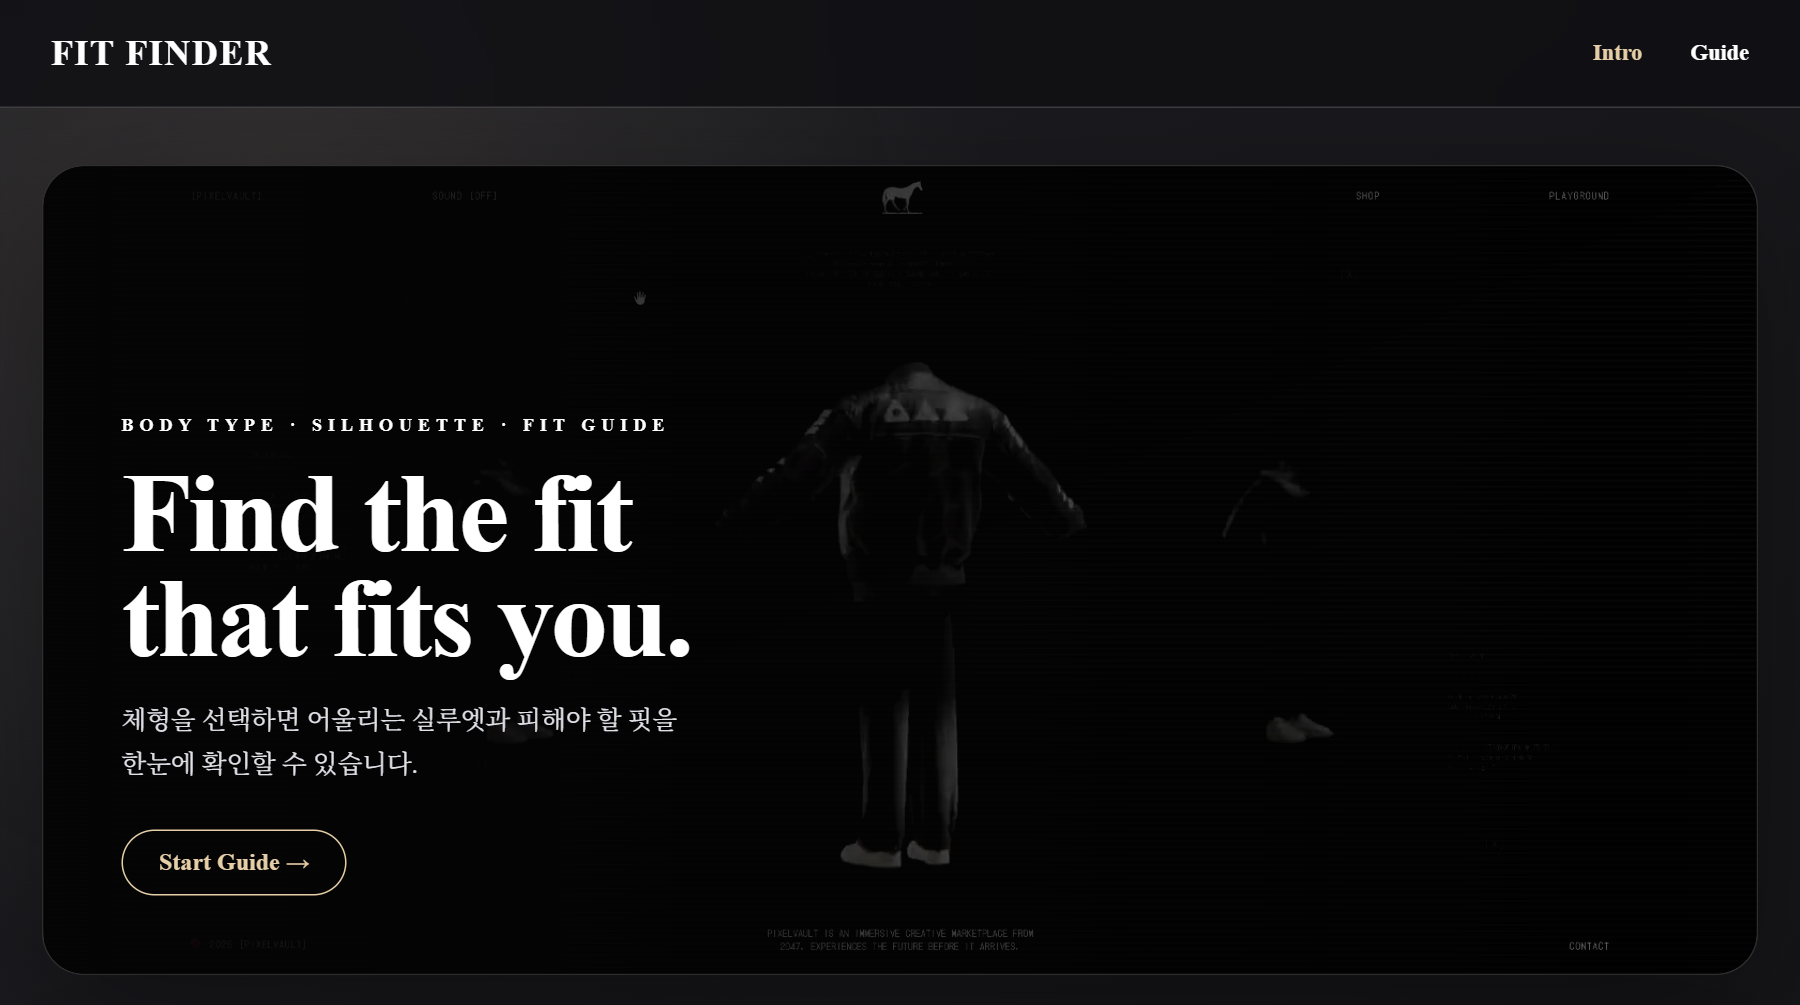 FIT FINDER
Intro
Guide
[PIXELVAULT]
SOUND [OFF]
SHOP
PLAYGROUND
BODY TYPE · SILHOUETTE · FIT GUIDE
Find the fit
that fits you.
체형을 선택하면 어울리는 실루엣과 피해야 할 핏을
한눈에 확인할 수 있습니다.
Start Guide →
PIXELVAULT IS AN IMMERSIVE CREATIVE MARKETPLACE FROM
2047. EXPERIENCES THE FUTURE BEFORE IT ARRIVES.
© 2026 [PIXELVAULT]
CONTACT